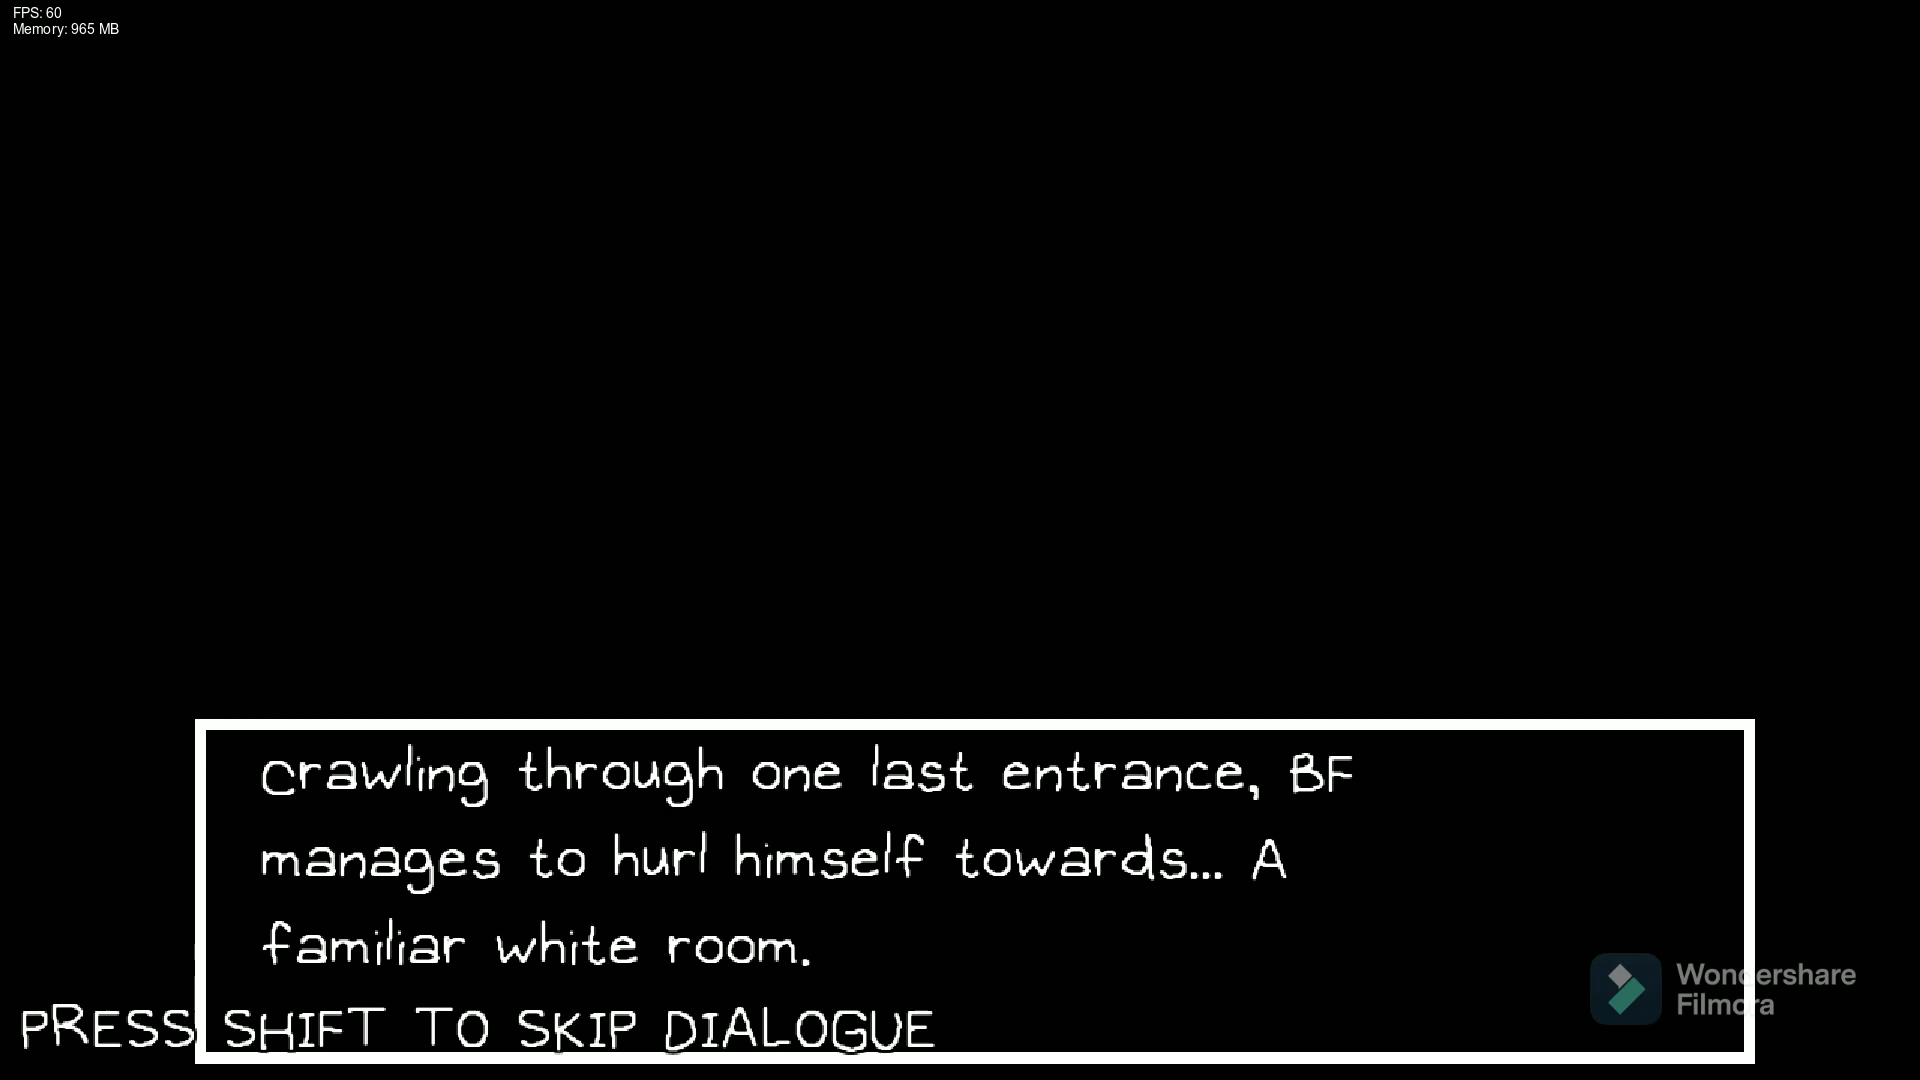 FPS: 60
Memory: 965 MB
Crawling through one last entrance, BF
manages to hurl himself towards... A
familiar white room.
PRESS SHIFT TO SKIP DIALOGUE
Wondershare
Filmora